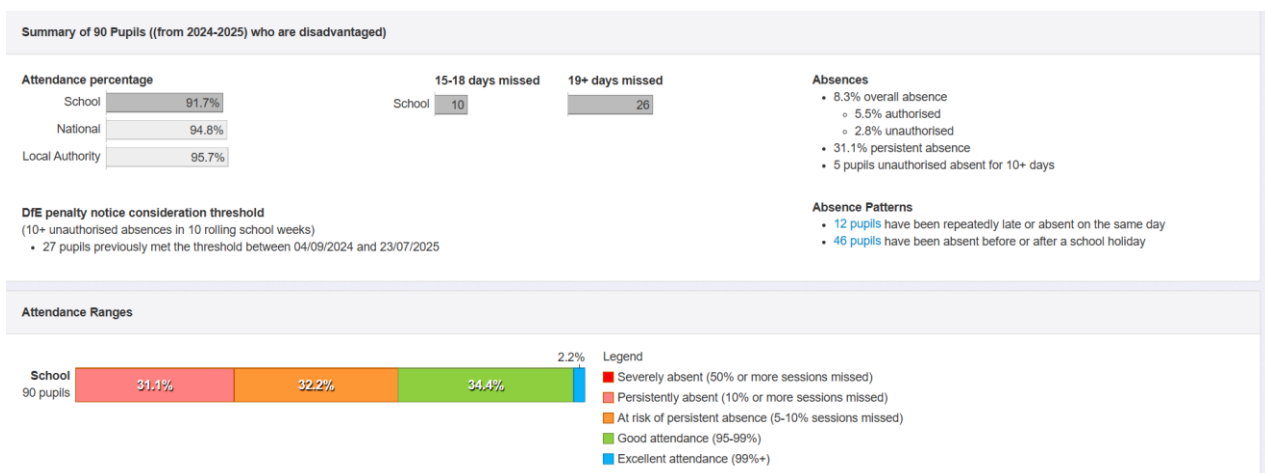 Summary of 90 Pupils ((from 2024-2025) who are disadvantaged)
Attendance percentage
School 91.7%
National 94.8%
Local Authority 95.7%
15-18 days missed 19+ days missed
School 10 26
Absences
• 8.3% overall absence
◦ 5.5% authorised
◦ 2.8% unauthorised
• 31.1% persistent absence
• 5 pupils unauthorised absent for 10+ days
DfE penalty notice consideration threshold
(10+ unauthorised absences in 10 rolling school weeks)
• 27 pupils previously met the threshold between 04/09/2024 and 23/07/2025
Absence Patterns
• 12 pupils have been repeatedly late or absent on the same day
• 46 pupils have been absent before or after a school holiday
Attendance Ranges
2.2%
School
90 pupils
31.1% 32.2% 34.4%
Legend
Severely absent (50% or more sessions missed)
Persistently absent (10% or more sessions missed)
At risk of persistent absence (5-10% sessions missed)
Good attendance (95-99%)
Excellent attendance (99%+)